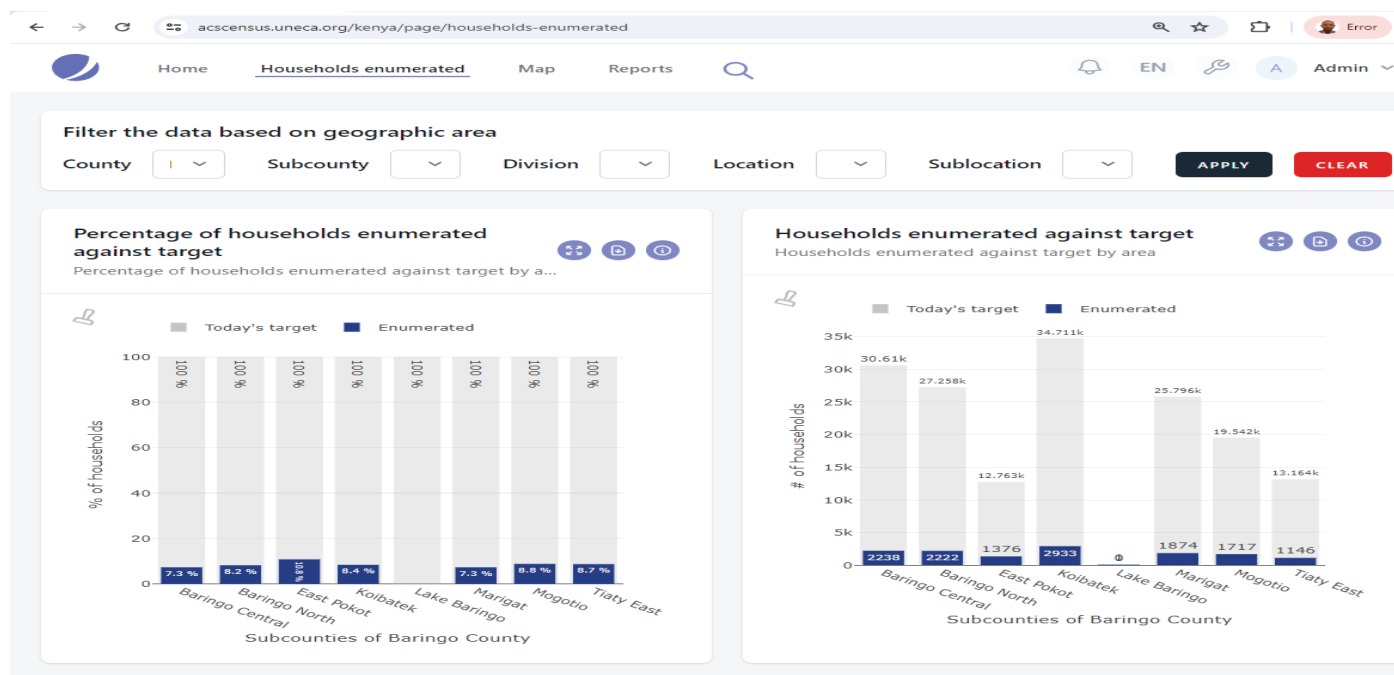 acscensus.uneca.org/kenya/page/households-enumerated
Error
Home Households enumerated Map Reports
EN A Admin
Filter the data based on geographic area
County Subcounty Division Location Sublocation APPLY CLEAR
Percentage of households enumerated
against target
Percentage of households enumerated against target by a...
Today's target Enumerated
% of households
100
80
60
40
20
0
100 % 100 % 100 % 100 % 100 % 100 % 100 % 100 %
7.3 % 8.2 % 10.8 % 8.4 % 7.3 % 8.8 % 8.7 %
Baringo Central Baringo North East Pokot Koibatek Lake Baringo Marigat Mogotio Tiaty East
Subcounties of Baringo County
Households enumerated against target
Households enumerated against target by area
Today's target Enumerated
# of households
35k
30k
25k
20k
15k
10k
5k
0
30.61k 27.258k 12.763k 34.711k 25.796k 19.542k 13.164k
2238 2222 1376 2933 1874 1717 1146
Baringo Central Baringo North East Pokot Koibatek Lake Baringo Marigat Mogotio Tiaty East
Subcounties of Baringo County